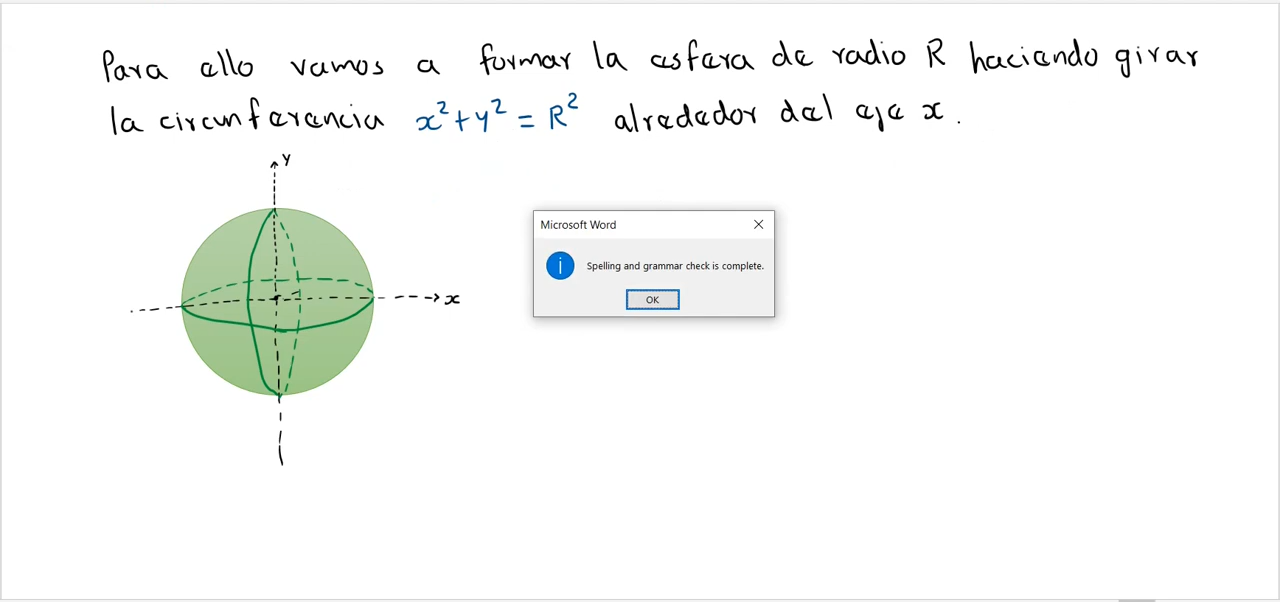 Para ello vamos a formar la esfera de radio R haciendo girar
la circunferencia x² + y² = R² alrededor del eje x.
y
x
Microsoft Word
Spelling and grammar check is complete.
OK